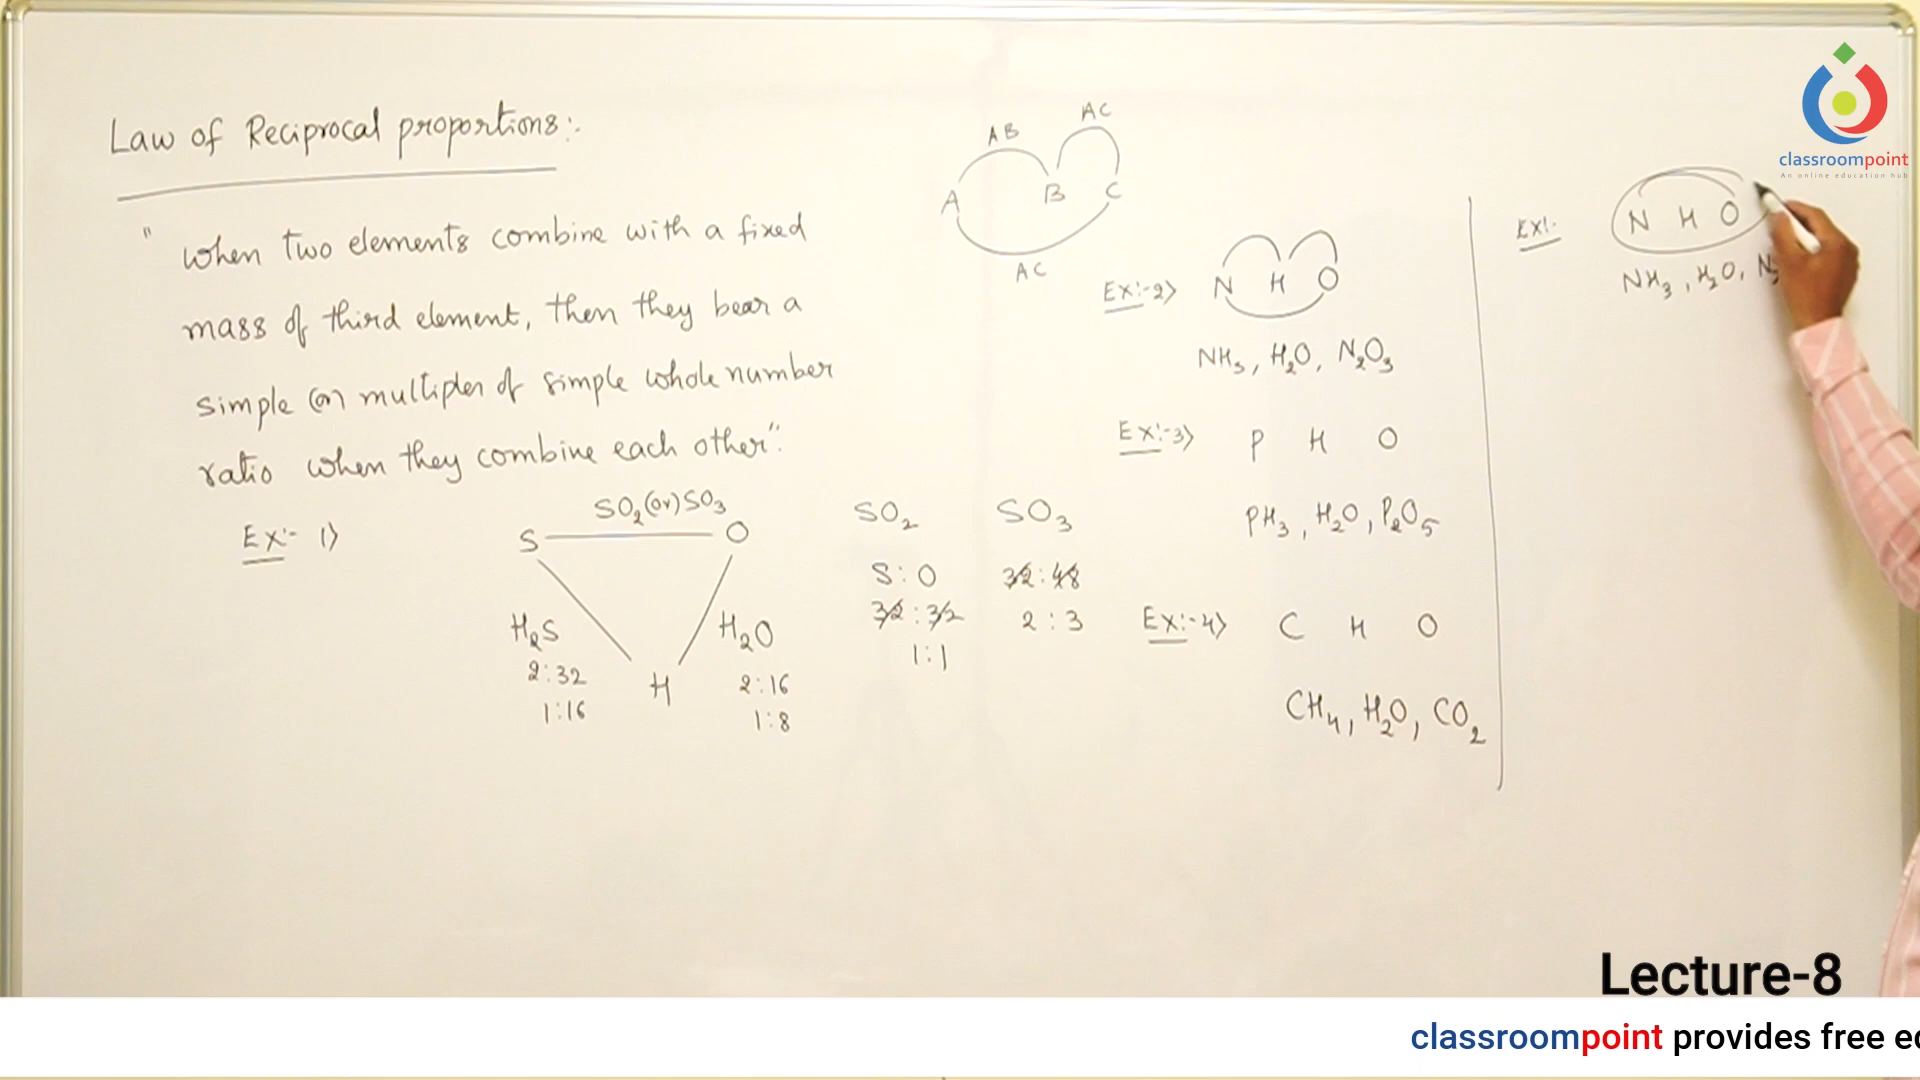 Law of Reciprocal proportions:-
"When two elements combine with a fixed
mass of third element, then they bear a
simple (or) multiples of simple whole number
ratio when they combine each other".
Ex:- 1)
SO2(or)SO3
S O
H2S
2:32
1:16
H
H2O
2:16
1:8
SO2
S:O
32:32
1:1
SO3
32:48
2:3
AB AC
A B C
AC
Ex:-2) N H O
NH3, H2O, N2O3
Ex:-3) P H O
PH3, H2O, P2O5
Ex:-4) C H O
CH4, H2O, CO2
Ex:- N H O
NH3, H2O, N
classroompoint
An online education hub
Lecture-8
classroompoint provides free